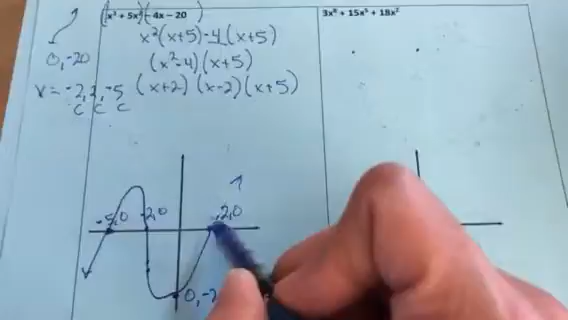 (x³ + 5x²)(-4x - 20)
x²(x+5)-4(x+5)
(x²-4)(x+5)
(x+2)(x-2)(x+5)
0,-20
x = -2, 2, -5
C C C
-5,0
-2,0
2,0
0,-2
3x⁴ + 15x³ + 18x²